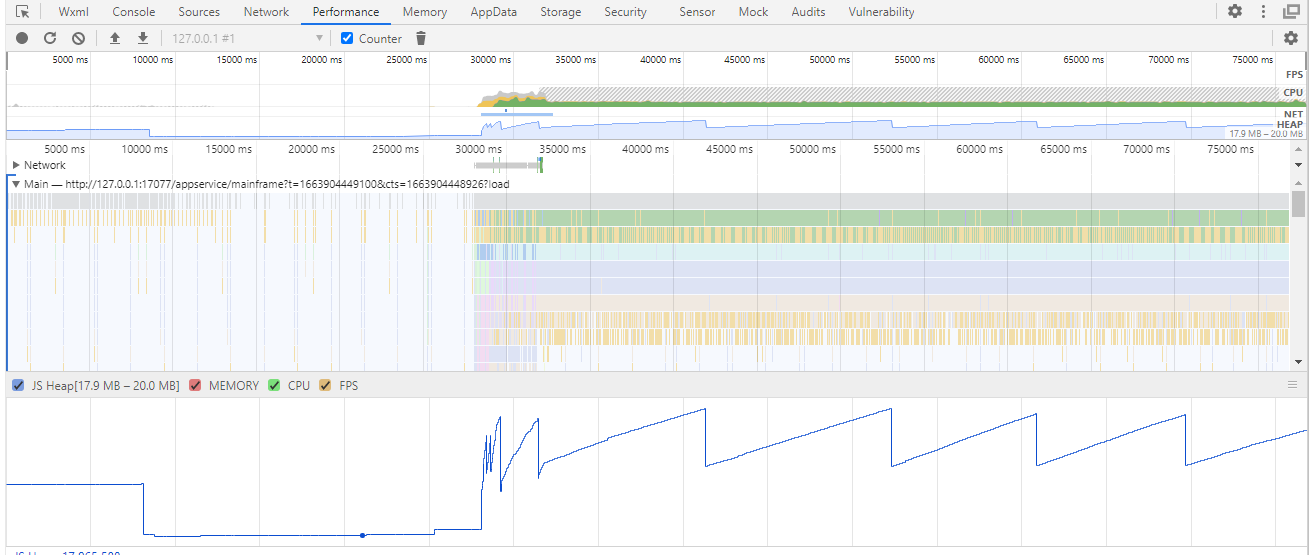 Wxml Console Sources Network Performance Memory AppData Storage Security Sensor Mock Audits Vulnerability
127.0.0.1 #1 Counter
5000 ms 10000 ms 15000 ms 20000 ms 25000 ms 30000 ms 35000 ms 40000 ms 45000 ms 50000 ms 55000 ms 60000 ms 65000 ms 70000 ms 75000 ms
FPS
CPU
NET
HEAP
17.9 MB – 20.0 MB
5000 ms 10000 ms 15000 ms 20000 ms 25000 ms 30000 ms 35000 ms 40000 ms 45000 ms 50000 ms 55000 ms 60000 ms 65000 ms 70000 ms 75000 ms
Network
Main — http://127.0.0.1:17077/appservice/mainframe?t=1663904449100&cts=1663904448926?load
JS Heap[17.9 MB – 20.0 MB] MEMORY CPU FPS